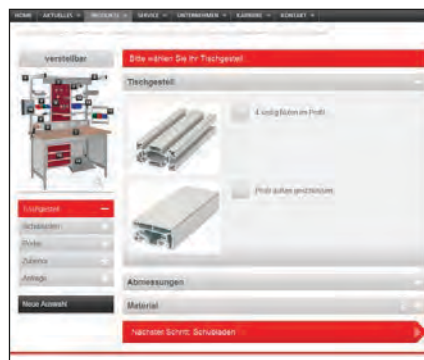 HOME AKTUELLES PRODUKTE SERVICE UNTERNEHMEN KARRIERE KONTAKT
verstellbar
Bitte wählen Sie Ihr Tischgestell
Tischgestell
4-seitig Nuten im Profil
Profil außen geschlossen
Tischgestell
Schubladen
Zubehör
Anfrage
Neue Auswahl
Abmessungen
Material
Nächster Schritt: Schubladen